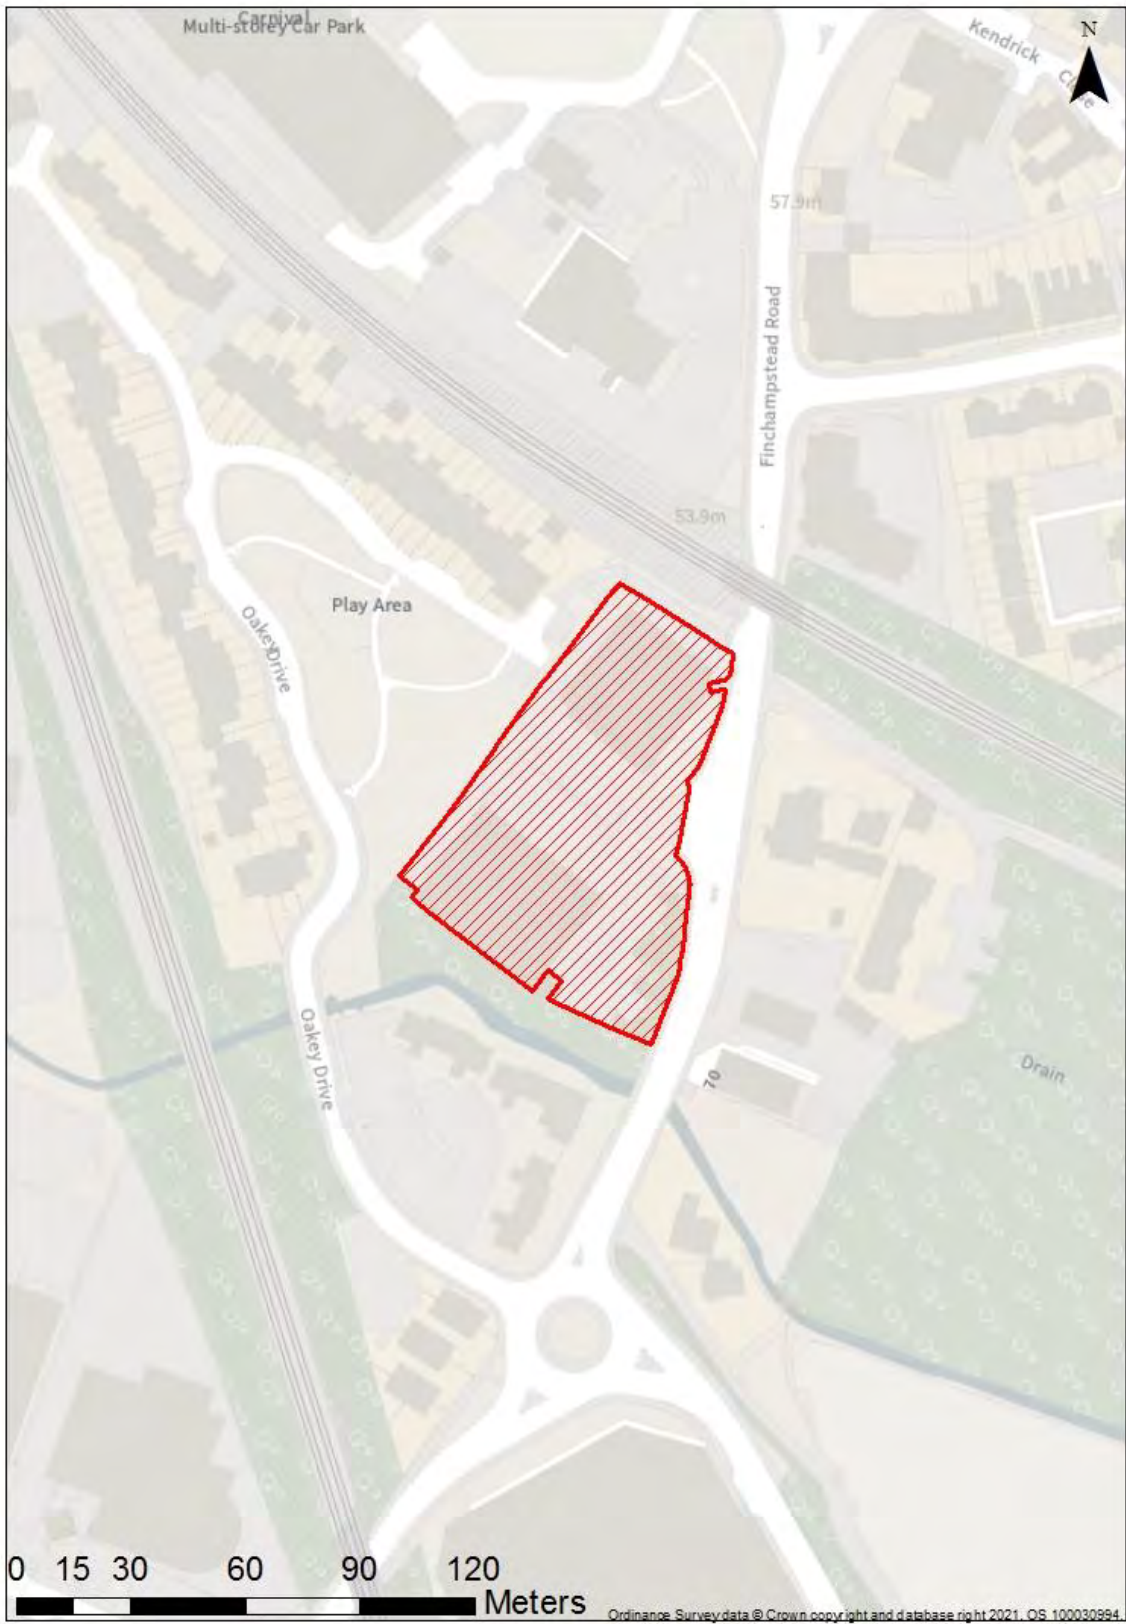 Carnival
Multi-storey Car Park
Kendrick Close
N
57.9m
Finchampstead Road
53.9m
Play Area
Oakey Drive
Oakey Drive
Drain
70
0 15 30 60 90 120
Meters
Ordinance Survey data © Crown copyright and database right 2021. OS 100030994.